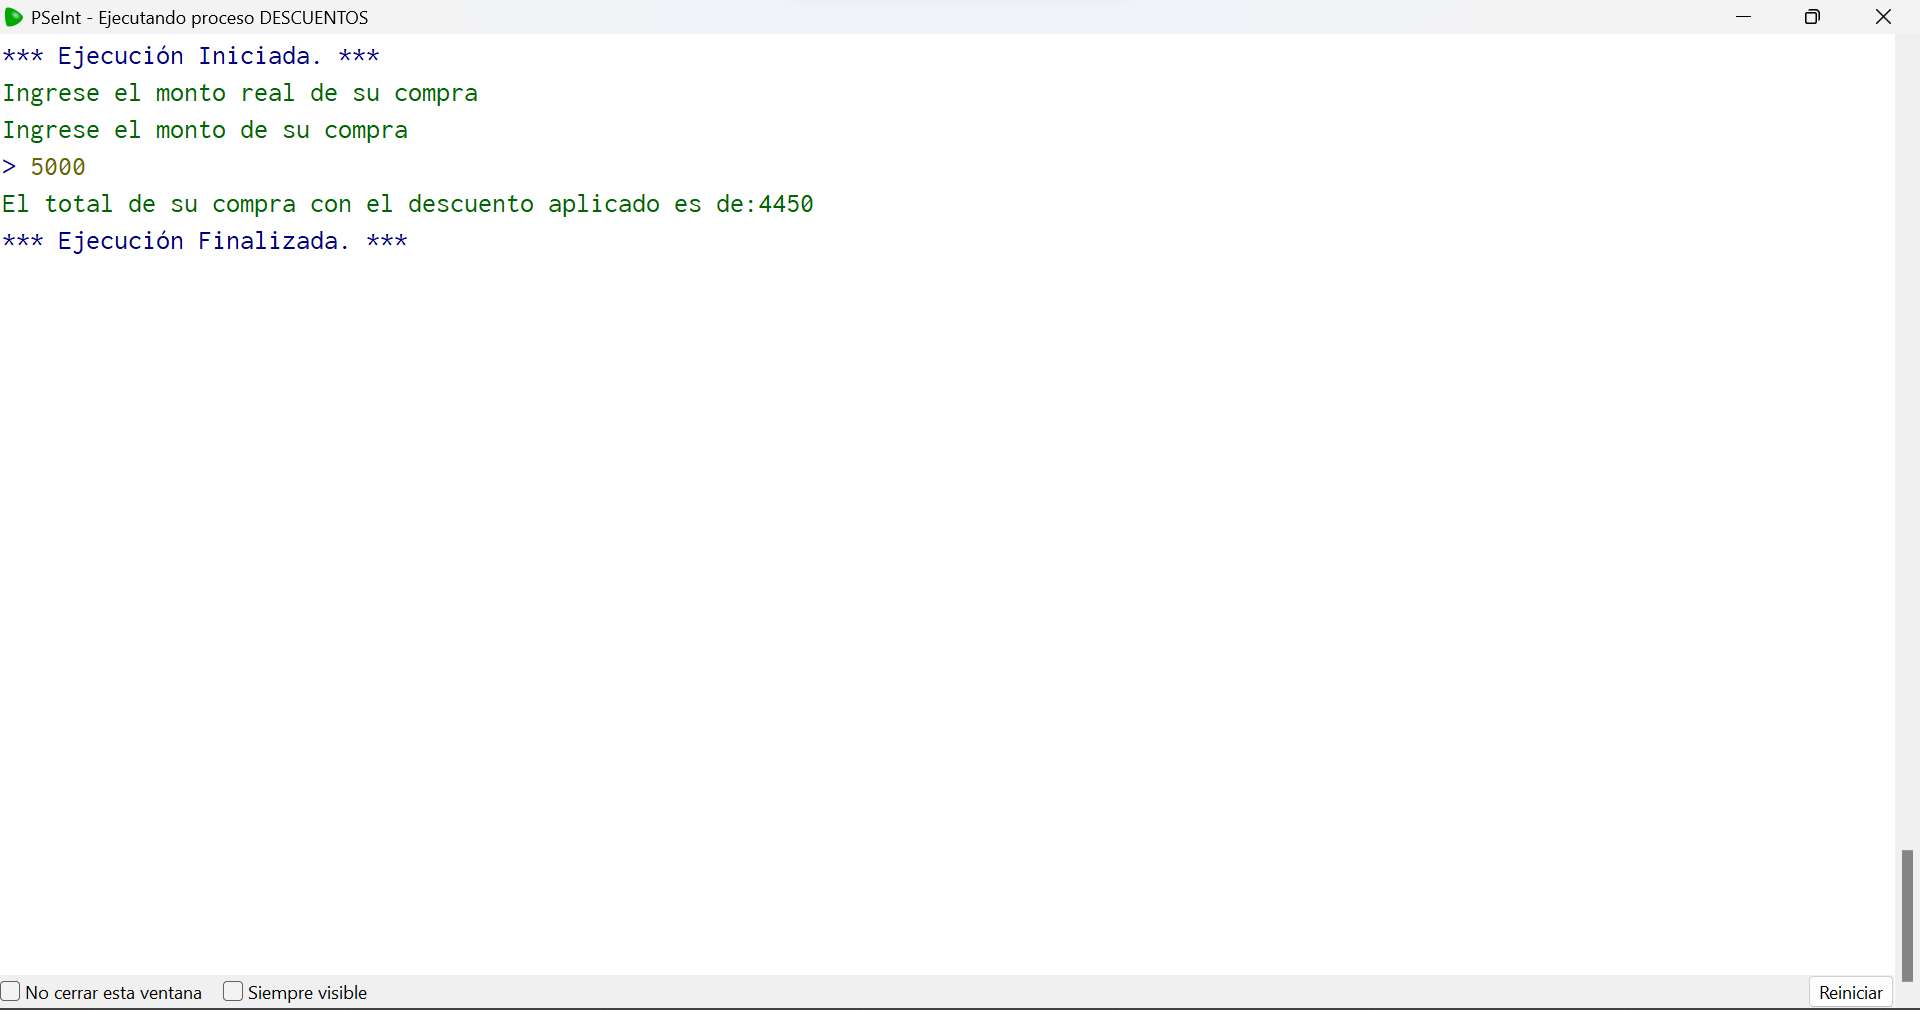 PSeInt - Ejecutando proceso DESCUENTOS
*** Ejecución Iniciada. ***
Ingrese el monto real de su compra
Ingrese el monto de su compra
> 5000
El total de su compra con el descuento aplicado es de:4450
*** Ejecución Finalizada. ***
No cerrar esta ventana Siempre visible Reiniciar